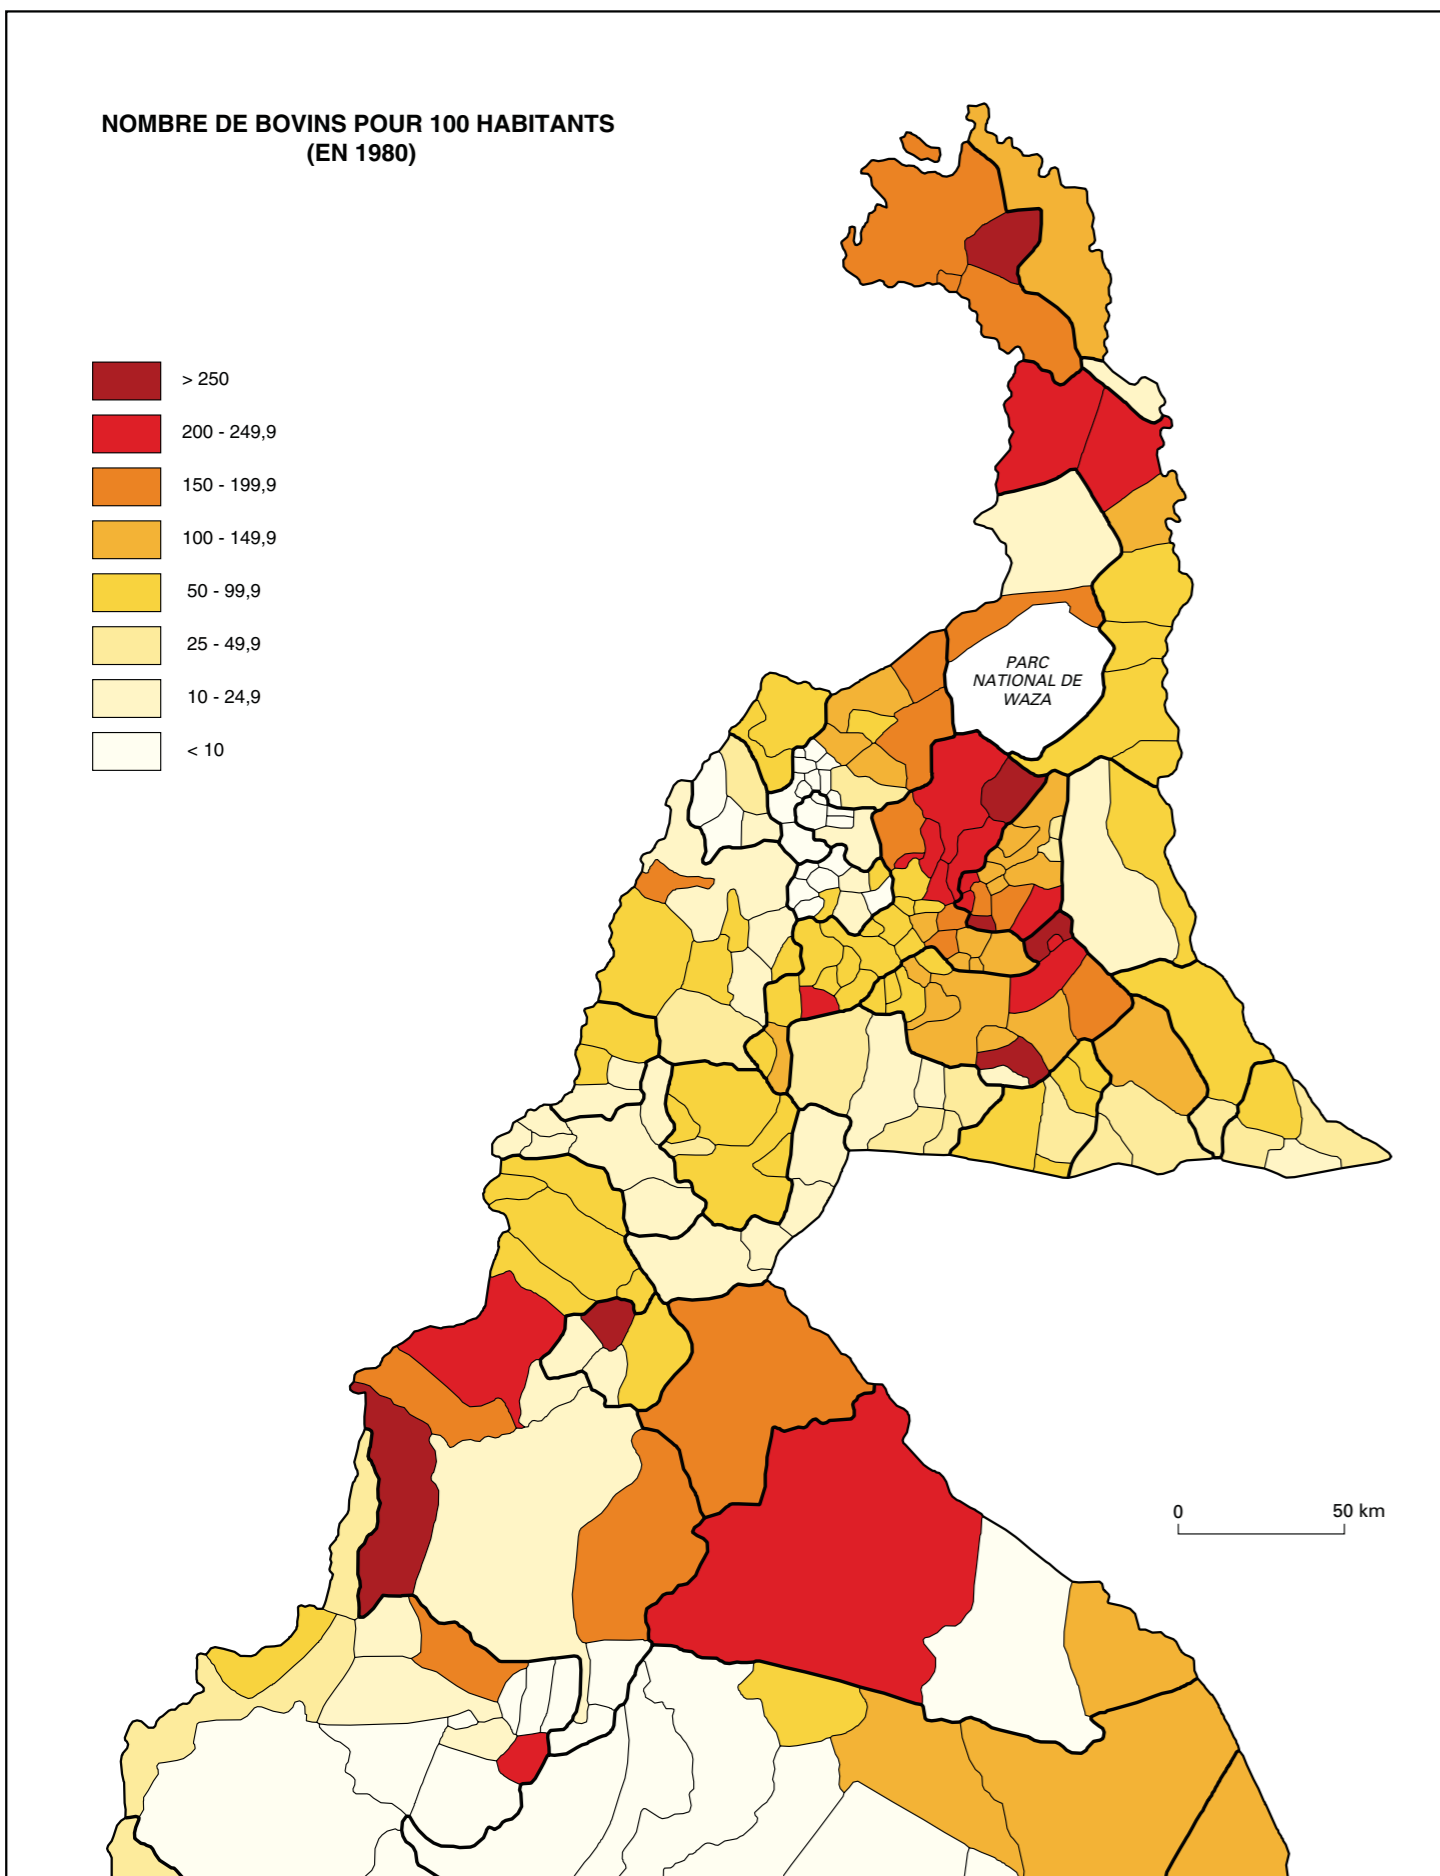 NOMBRE DE BOVINS POUR 100 HABITANTS
(EN 1980)
> 250
200 - 249,9
150 - 199,9
100 - 149,9
50 - 99,9
25 - 49,9
10 - 24,9
< 10
PARC
NATIONAL DE
WAZA
0 50 km